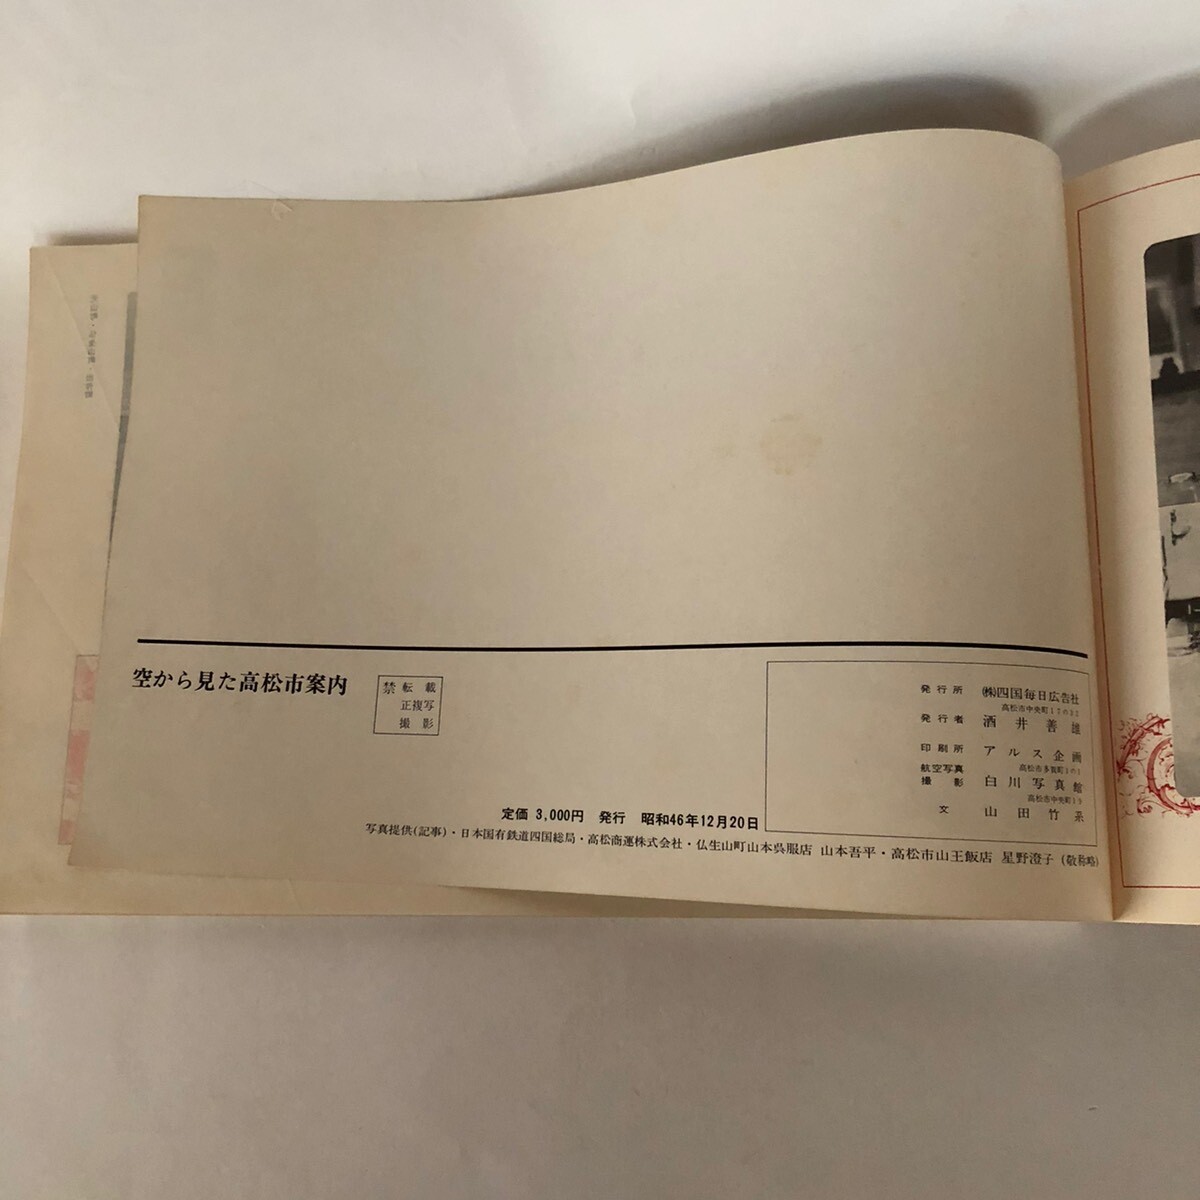 空から見た高松市案内
禁 転載
正複写
撮影
定価 3,000円 発行 昭和46年12月20日
発行所 ㈱四国毎日広告社
発行者 酒井善雄
印刷所 アルス企画
航空写真
撮影 白川写真館
文 山田竹系
写真提供(記事)・日本国有鉄道四国総局・高松商運株式会社・仏生山町山本呉服店 山本吾平・高松市山王飯店 星野澄子 (敬称略)